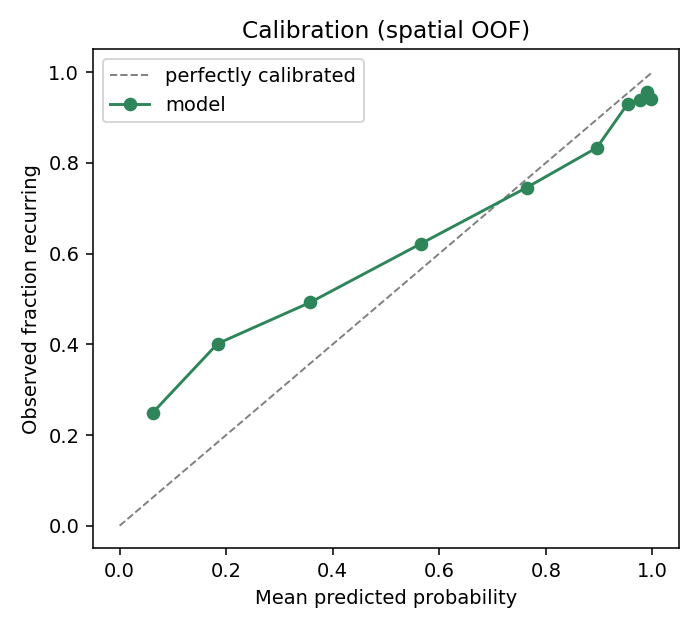 Calibration (spatial OOF)
perfectly calibrated
model
Observed fraction recurring
1.0
0.8
0.6
0.4
0.2
0.0
0.0 0.2 0.4 0.6 0.8 1.0
Mean predicted probability